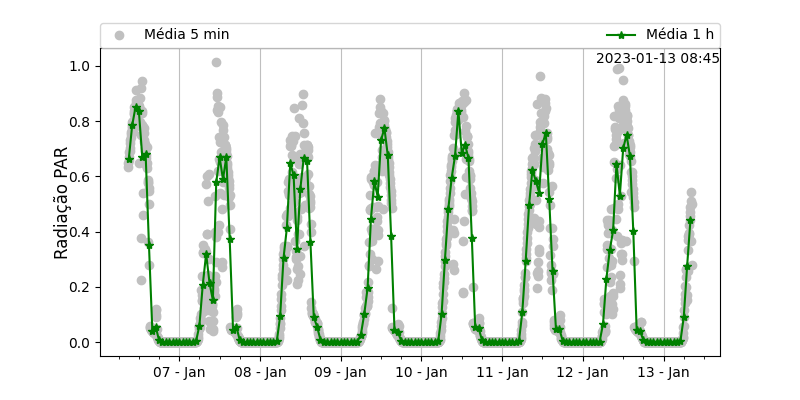 Média 5 min
Média 1 h
2023-01-13 08:45
Radiação PAR
1.0
0.8
0.6
0.4
0.2
0.0
07 - Jan
08 - Jan
09 - Jan
10 - Jan
11 - Jan
12 - Jan
13 - Jan